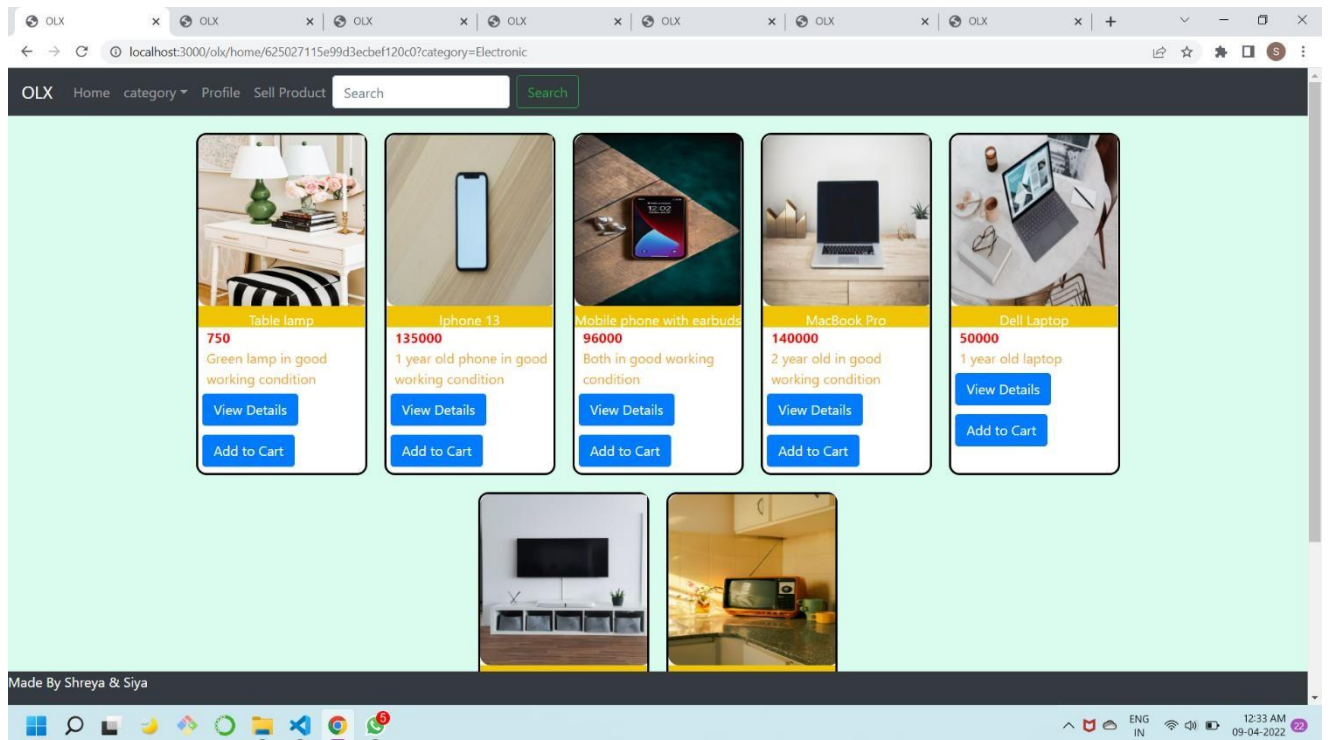 OLX OLX OLX OLX OLX OLX OLX
localhost:3000/olx/home/625027115e99d3ecbef120c0?category=Electronic
S
OLX Home category Profile Sell Product Search Search
12:02
Table lamp
750
Green lamp in good
working condition
View Details
Add to Cart
Iphone 13
135000
1 year old phone in good
working condition
View Details
Add to Cart
Mobile phone with earbuds
96000
Both in good working
condition
View Details
Add to Cart
MacBook Pro
140000
2 year old in good
working condition
View Details
Add to Cart
Dell Laptop
50000
1 year old laptop
View Details
Add to Cart
Made By Shreya & Siya
5
ENG
IN
12:33 AM
09-04-2022
22